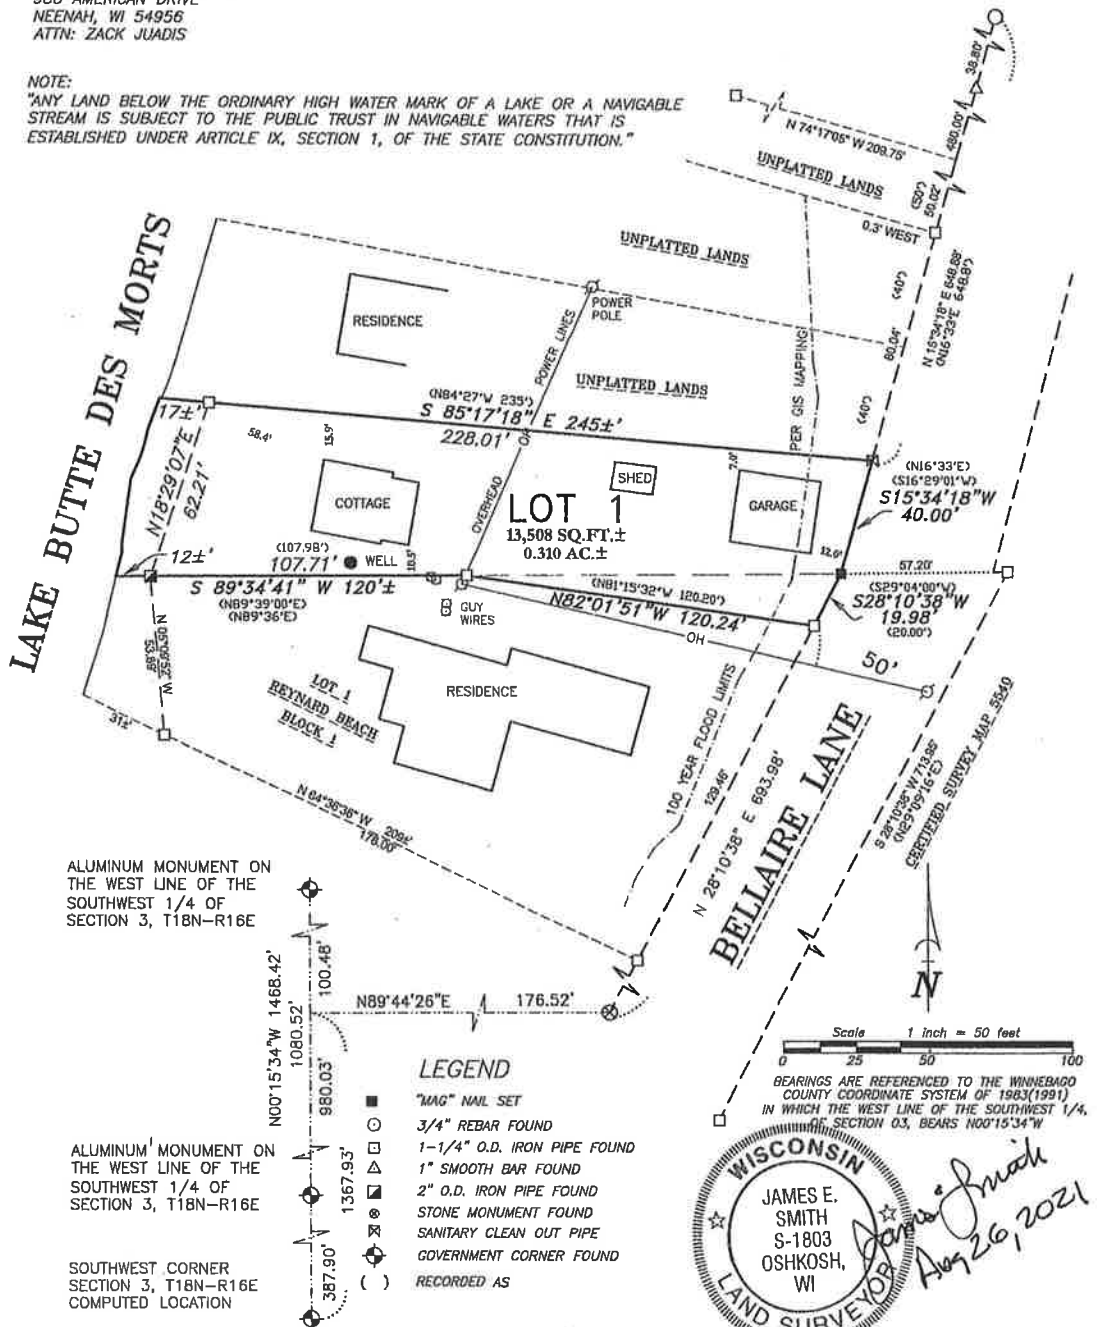 NEENAH, WI 54956
ATTN: ZACK JUADIS
NOTE:
"ANY LAND BELOW THE ORDINARY HIGH WATER MARK OF A LAKE OR A NAVIGABLE
STREAM IS SUBJECT TO THE PUBLIC TRUST IN NAVIGABLE WATERS THAT IS
ESTABLISHED UNDER ARTICLE IX, SECTION 1, OF THE STATE CONSTITUTION."
38.80'
480.00'
N 74°17'05" W 209.75'
UNPLATTED LANDS
(50')
50.02'
0.3' WEST
UNPLATTED LANDS
(40')
N 15°34'18" E 648.88'
(N16°33'E 648.8')
80.04'
(40')
LAKE BUTTE DES MORTS
RESIDENCE
POWER
POLE
POWER LINES
UNPLATTED LANDS
PER GIS MAPPING
(N84°27'W 235')
S 85°17'18" E 245±'
228.01'
OH
17±'
58.4'
15.9'
7.0'
N18°29'07"E
62.21'
COTTAGE
SHED
GARAGE
OVERHEAD
LOT 1
13,508 SQ.FT.±
0.310 AC.±
(N16°33'E)
(S16°29'01"W)
S15°34'18"W
40.00'
12±'
(107.98')
107.71'
WELL
10.5'
12.0'
57.20'
S 89°34'41" W 120'±
(N89°39'00"E)
(N89°36'E)
(N81°15'32"W 120.20')
N82°01'51"W 120.24'
(S29°04'00"W)
S28°10'38"W
19.98
(20.00')
GUY
WIRES
OH
50'
N 05°09'52" W
53.89'
31±'
LOT 1
REYNARD BEACH
BLOCK 1
RESIDENCE
100 YEAR FLOOD LIMITS
129.46'
N 28°10'38" E 693.98'
BELLAIRE LANE
S 28°10'38" W 713.95'
(N29°09'16"E)
CERTIFIED SURVEY MAP 5540
N 64°36'36" W
209±'
178.00'
ALUMINUM MONUMENT ON
THE WEST LINE OF THE
SOUTHWEST 1/4 OF
SECTION 3, T18N-R16E
N00°15'34"W 1468.42'
1080.52'
100.48'
980.03'
N89°44'26"E
176.52'
N
Scale 1 inch = 50 feet
0 25 50 100
BEARINGS ARE REFERENCED TO THE WINNEBAGO
COUNTY COORDINATE SYSTEM OF 1983(1991)
IN WHICH THE WEST LINE OF THE SOUTHWEST 1/4,
OF SECTION 03, BEARS N00°15'34"W
LEGEND
"MAG" NAIL SET
3/4" REBAR FOUND
1-1/4" O.D. IRON PIPE FOUND
1" SMOOTH BAR FOUND
2" O.D. IRON PIPE FOUND
STONE MONUMENT FOUND
SANITARY CLEAN OUT PIPE
GOVERNMENT CORNER FOUND
( ) RECORDED AS
ALUMINUM MONUMENT ON
THE WEST LINE OF THE
SOUTHWEST 1/4 OF
SECTION 3, T18N-R16E
1367.93'
387.90'
SOUTHWEST CORNER
SECTION 3, T18N-R16E
COMPUTED LOCATION
WISCONSIN
JAMES E.
SMITH
S-1803
OSHKOSH,
WI
LAND SURVEYOR
James E Smith
Aug 26, 2021